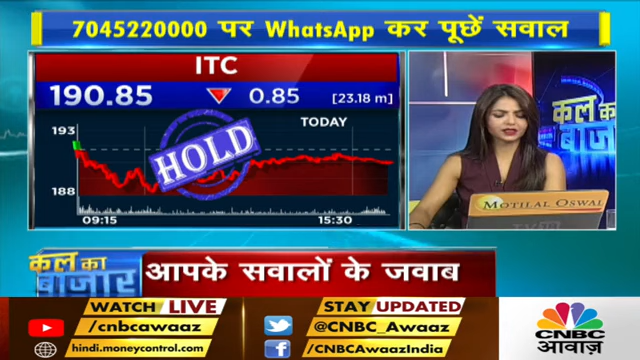 7045220000 पर WhatsApp कर पूछें सवाल
ITC
190.85 0.85 [23.18 m]
TODAY
193
HOLD
188
09:15 15:30
कल का
बाज़ार
MOTILAL OSWAL
कल का
बाज़ार
आपके सवालों के जवाब
WATCH LIVE
/cnbcawaaz
hindi.moneycontrol.com
STAY UPDATED
@CNBC_Awaaz
/CNBCAwaazIndia
CNBC
आवाज़